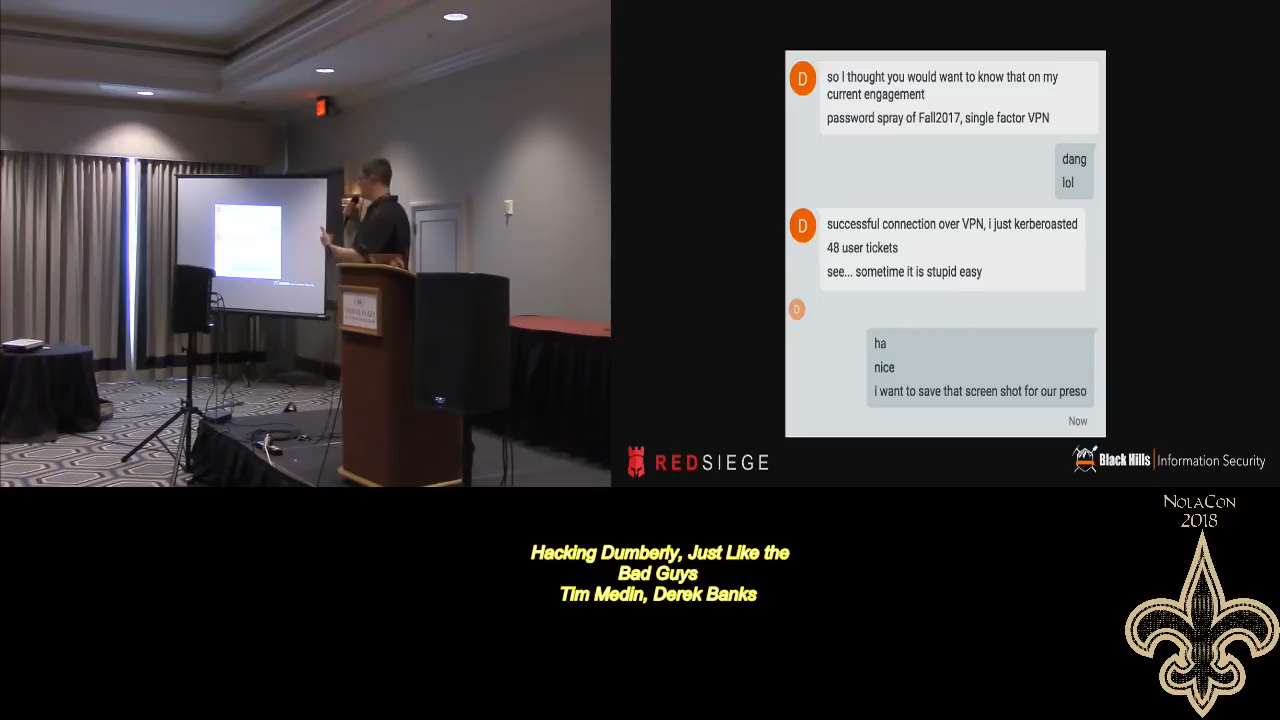 D
so I thought you would want to know that on my
current engagement
password spray of Fall2017, single factor VPN
dang
lol
D
successful connection over VPN, i just kerberoasted
48 user tickets
see... sometime it is stupid easy
D
ha
nice
i want to save that screen shot for our preso
Now
REDSIEGE
Black Hills Information Security
NOLACON
2018
Hacking Dumberly, Just Like the
Bad Guys
Tim Medin, Derek Banks